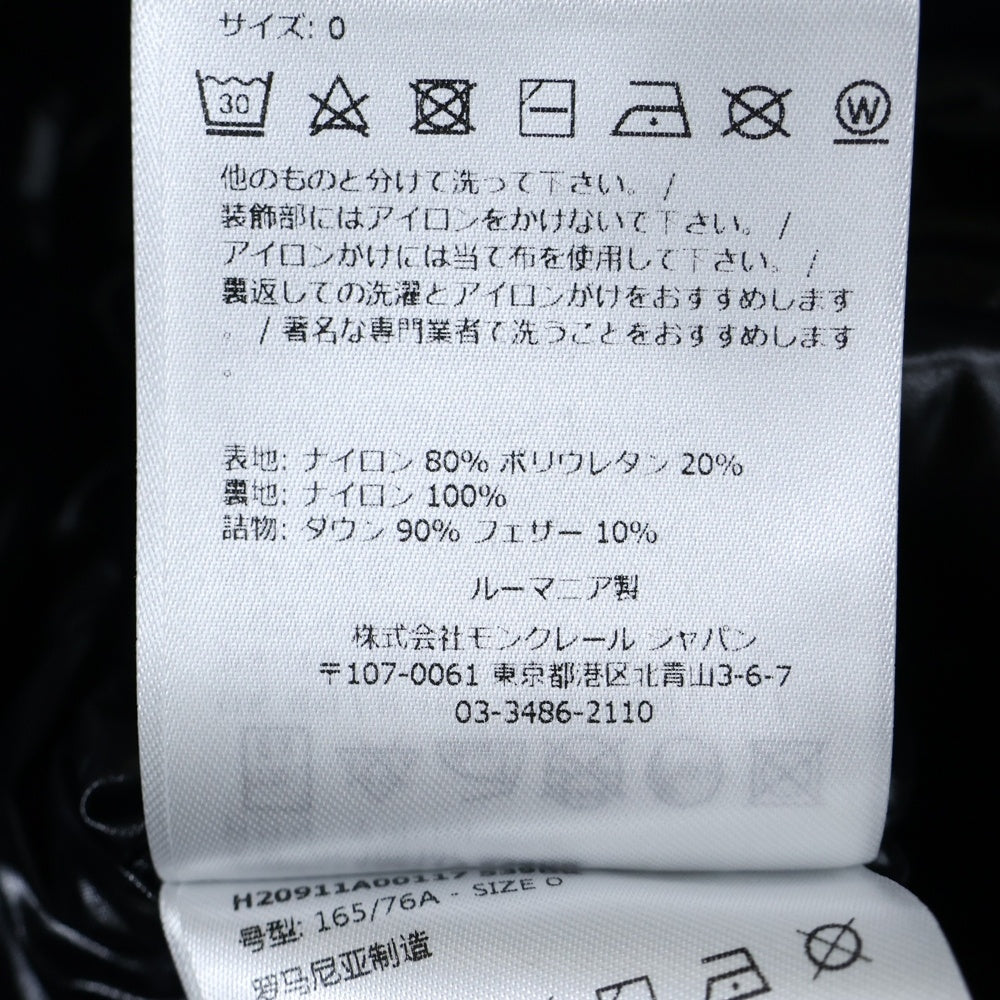 サイズ: 0
30
W
他のものと分けて洗って下さい。 /
装飾部にはアイロンをかけないで下さい。 /
アイロンがけには当て布を使用して下さい。 /
裏返しての洗濯とアイロンがけをおすすめします
。 / 著名な専門業者で洗うことをおすすめします
。
表地: ナイロン 80% ポリウレタン 20%
裏地: ナイロン 100%
詰物: ダウン 90% フェザー 10%
ルーマニア製
株式会社モンクレール ジャパン
〒107-0061 東京都港区北青山3-6-7
03-3486-2110
H20911A00117
- SIZE 0
号型: 165/76A
罗马尼亚制造